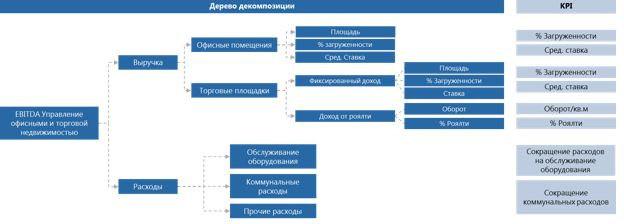 Дерево декомпозиции
KPI
EBITDA Управление
офисными и торговой
недвижимостью
Выручка
Офисные помещения
Площадь
% загруженности
Сред. Ставка
Торговые площадки
Фиксированный доход
Площадь
% Загруженности
Ставка
Доход от роялти
Оборот
% Роялти
Расходы
Обслуживание
оборудования
Коммунальные
расходы
Прочие расходы
% Загруженности
Сред. ставка
% Загруженности
Сред. ставка
Оборот/кв.м
% Роялти
Сокращение расходов
на обслуживание
оборудования
Сокращение
коммунальных расходов